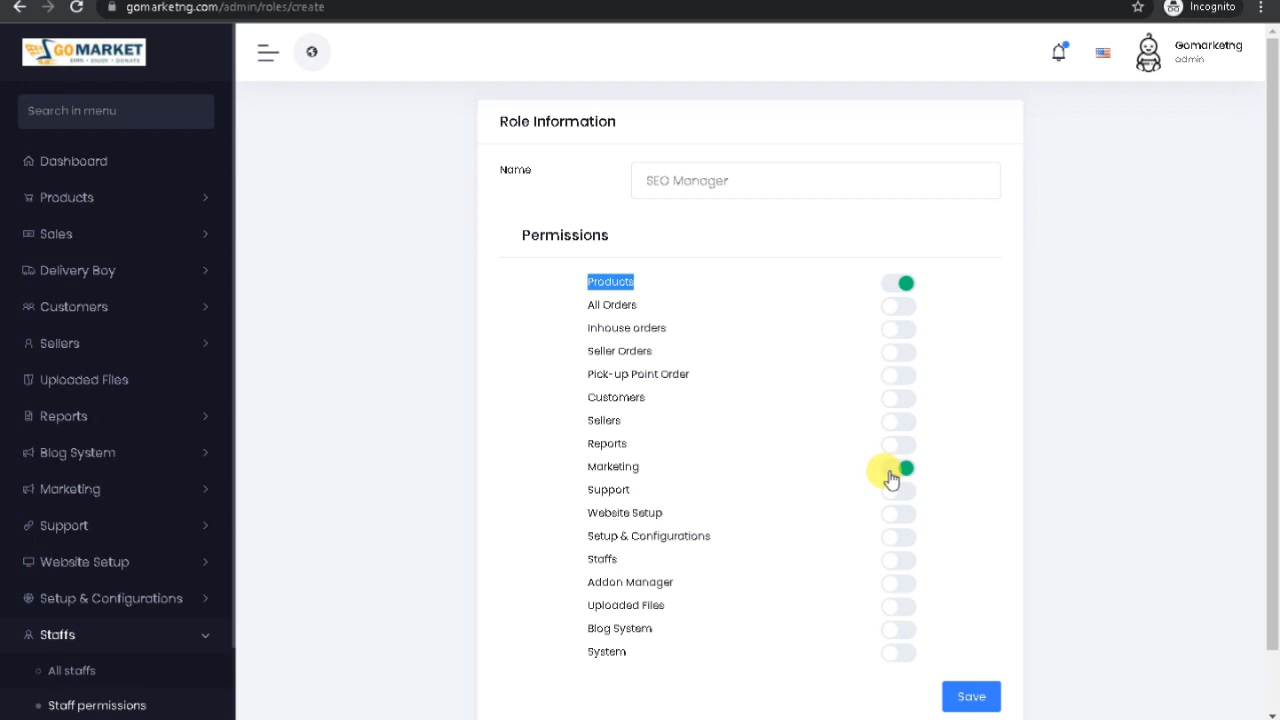 gomarketng.com/admin/roles/create
Incognito
GOMARKET
EARN • ENJOY • DONATE
Gomarketng
admin
Search in menu
Dashboard
Products
Sales
Delivery Boy
Customers
Sellers
Uploaded Files
Reports
Blog System
Marketing
Support
Website Setup
Setup & Configurations
Staffs
All staffs
Staff permissions
Role Information
Name
SEO Manager
Permissions
Products
All Orders
Inhouse orders
Seller Orders
Pick-up Point Order
Customers
Sellers
Reports
Marketing
Support
Website Setup
Setup & Configurations
Staffs
Addon Manager
Uploaded Files
Blog System
System
Save